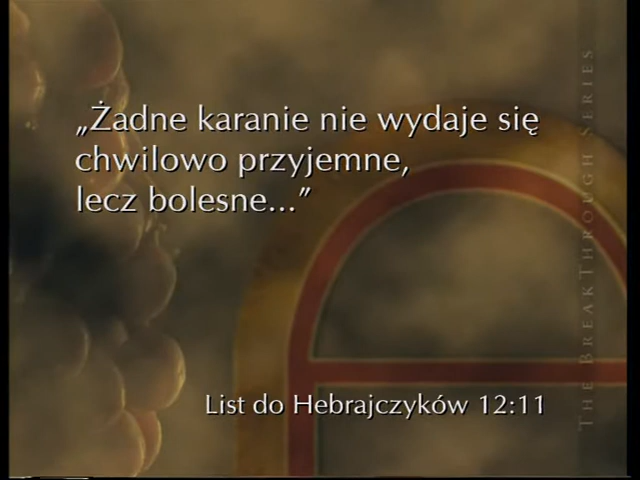 „Żadne karanie nie wydaje się
chwilowo przyjemne,
lecz bolesne...”
List do Hebrajczyków 12:11
THE BREAKTHROUGH SERIES